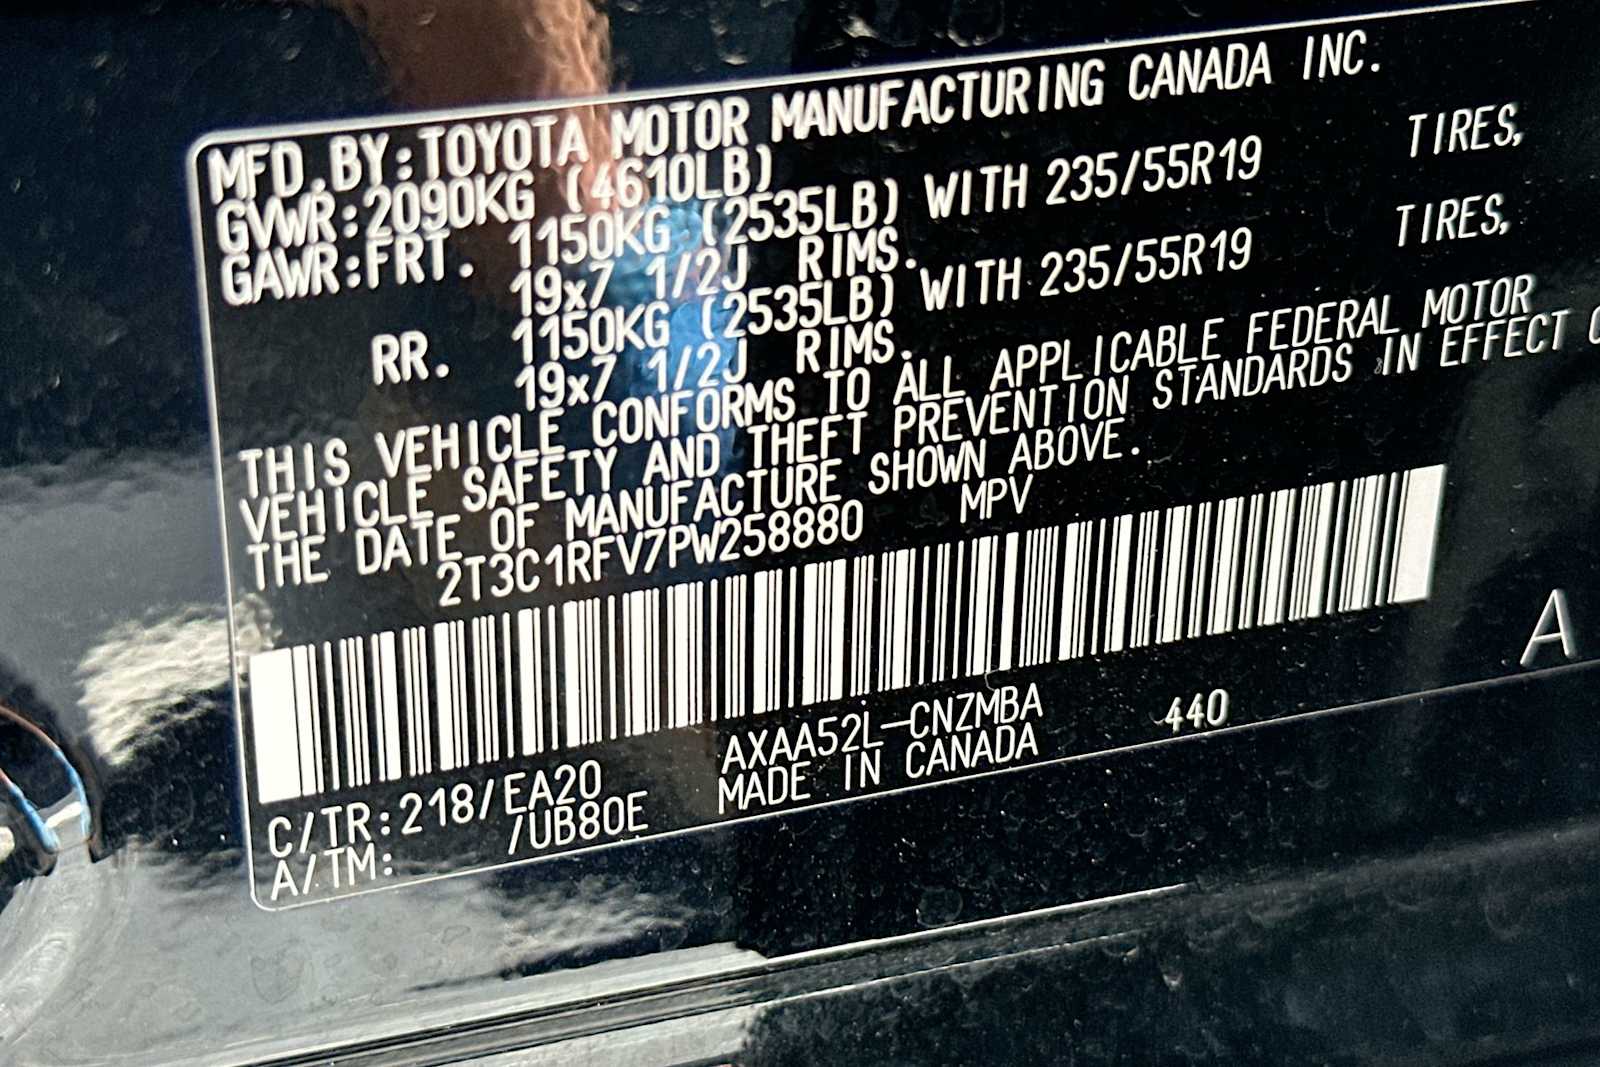 MFD.BY:TOYOTA MOTOR MANUFACTURING CANADA INC.
GVWR:2090KG (4610LB)
GAWR:FRT. 1150KG (2535LB) WITH 235/55R19 TIRES,
19x7 1/2J RIMS.
RR. 1150KG (2535LB) WITH 235/55R19 TIRES,
19x7 1/2J RIMS.
THIS VEHICLE CONFORMS TO ALL APPLICABLE FEDERAL MOTOR
VEHICLE SAFETY AND THEFT PREVENTION STANDARDS IN EFFECT
THE DATE OF MANUFACTURE SHOWN ABOVE.
2T3C1RFV7PW258880 MPV
C/TR:218/EA20 AXAA52L-CNZMBA 440
A/TM: /UB80E MADE IN CANADA
A